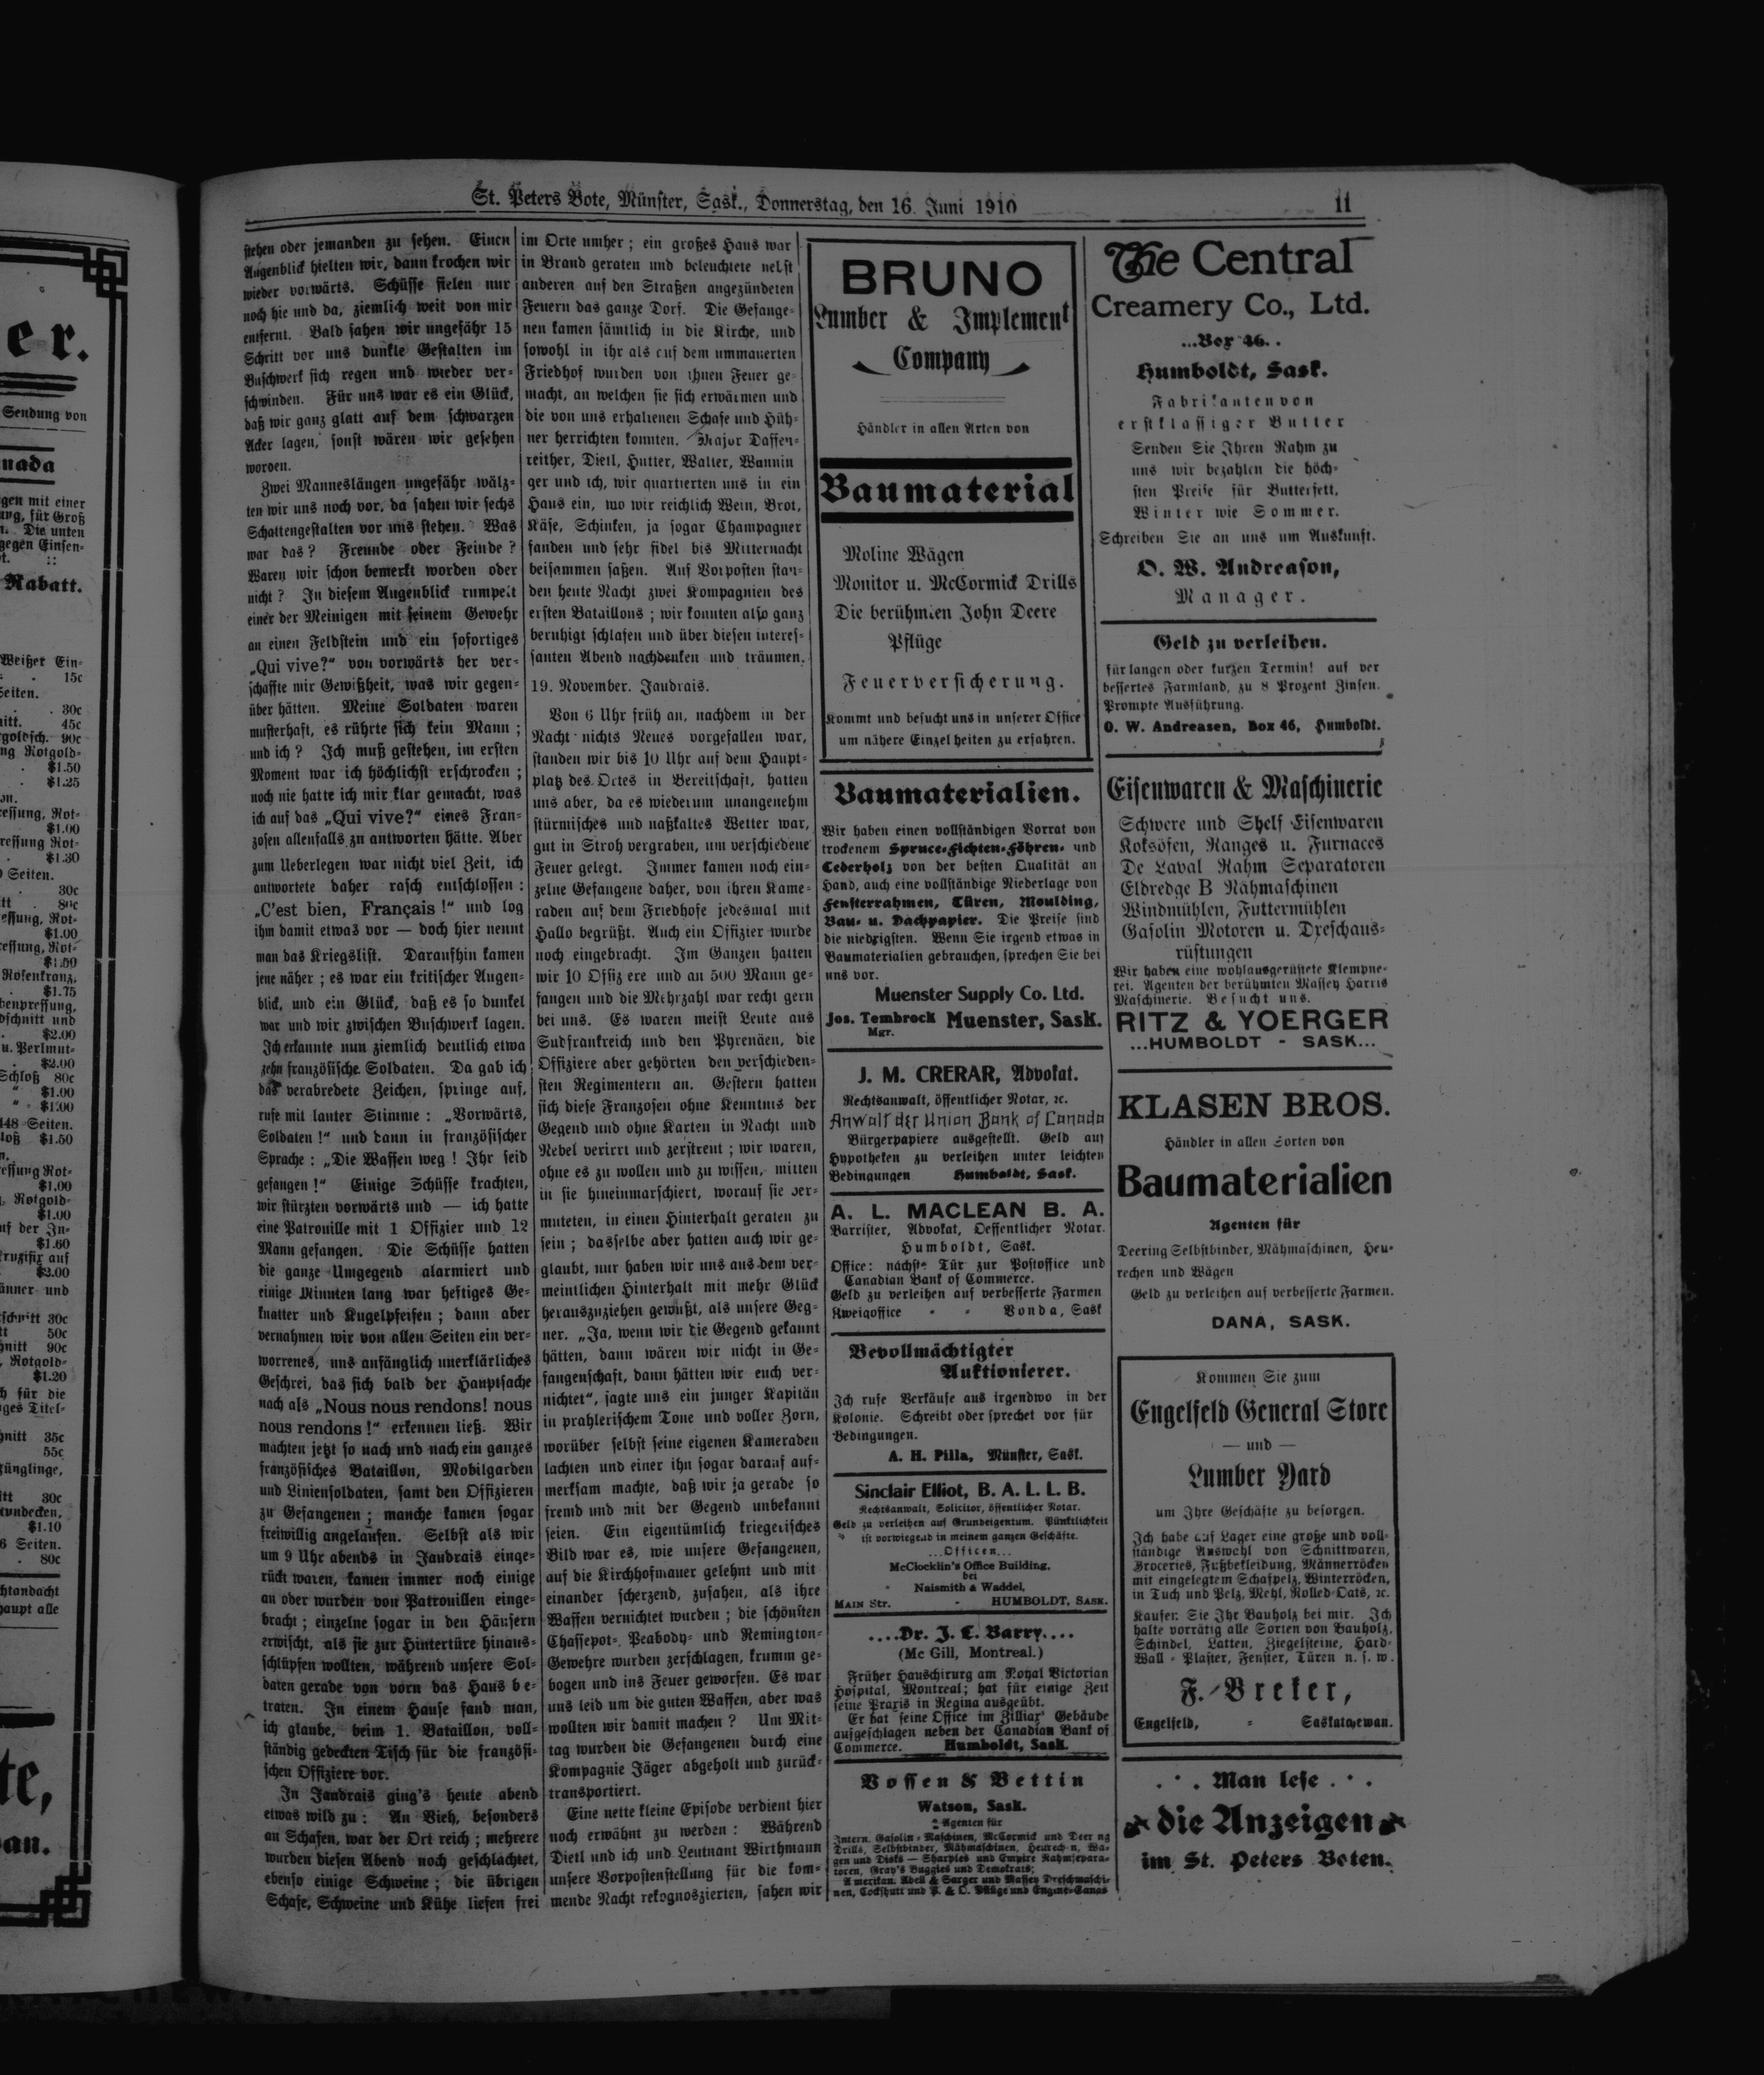 St. Peters Bote, Münster, Sask., Donnerstag, den 16. Juni 1910
11
stehen oder jemanden zu sehen. Einen
Augenblick hielten wir, dann krochen wir
wieder vorwärts. Schüsse fielen nur
noch hie und da, ziemlich weit von mir
entfernt. Bald sahen wir ungefähr 15
Schritt vor uns dunkle Gestalten im
Buschwerk sich regen und wieder ver-
schwinden. Für uns war es ein Glück,
daß wir ganz glatt auf dem schwarzen
Acker lagen, sonst wären wir gesehen
worden.
Zwei Manneslängen ungefähr wälz-
ten wir uns noch vor, da sahen wir sechs
Schattengestalten vor uns stehen. Was
war das? Freunde oder Feinde?
Waren wir schon bemerkt worden oder
nicht? In diesem Augenblick rumpelt
einer der Meinigen mit seinem Gewehr
an einen Feldstein und ein sofortiges
„Qui vive?“ von vorwärts her ver-
schaffte mir Gewißheit, was wir gegen-
über hätten. Meine Soldaten waren
musterhaft, es rührte sich kein Mann;
und ich? Ich muß gestehen, im ersten
Moment war ich höchlichst erschrocken;
noch nie hatte ich mir klar gemacht, was
ich auf das „Qui vive?“ eines Fran-
zosen allenfalls zu antworten hätte. Aber
zum Ueberlegen war nicht viel Zeit, ich
antwortete daher rasch entschlossen:
„C'est bien, Français!“ und log
ihm damit etwas vor — doch hier nennt
man das Kriegslist. Daraufhin kamen
jene näher; es war ein kritischer Augen-
blick, und ein Glück, daß es so dunkel
war und wir zwischen Buschwerk lagen.
Ich erkannte nun ziemlich deutlich etwa
zehn französische Soldaten. Da gab ich
das verabredete Zeichen, springe auf,
rufe mit lauter Stimme: „Vorwärts,
Soldaten!“ und dann in französischer
Sprache: „Die Waffen weg! Ihr seid
gefangen!“ Einige Schüsse krachten,
wir stürzten vorwärts und — ich hatte
eine Patrouille mit 1 Offizier und 12
Mann gefangen. Die Schüsse hatten
die ganze Umgegend alarmiert und
einige Minuten lang war heftiges Ge-
knatter und Kugelpfeifen; dann aber
vernahmen wir von allen Seiten ein ver-
worrenes, uns anfänglich unerklärliches
Geschrei, das sich bald der Hauptsache
nach als „Nous nous rendons! nous
nous rendons!“ erkennen ließ. Wir
machten jetzt so nach und nach ein ganzes
französisches Bataillon, Mobilgarden
und Liniensoldaten, samt den Offizieren
zu Gefangenen; manche kamen sogar
freiwillig angelaufen. Selbst als wir
um 9 Uhr abends in Jaudrais einge-
rückt waren, kamen immer noch einige
an oder wurden von Patrouillen einge-
bracht; einzelne sogar in den Häusern
erwischt, als sie zur Hintertüre hinaus-
schlüpfen wollten, während unsere Sol-
daten gerade von vorn das Haus be-
traten. In einem Hause fand man,
ich glaube, beim 1. Bataillon, voll-
ständig gedeckten Tisch für die französi-
schen Offiziere vor.
In Jaudrais ging's heute abend
etwas wild zu: An Vieh, besonders
an Schafen, war der Ort reich; mehrere
wurden diesen Abend noch geschlachtet,
ebenso einige Schweine; die übrigen
Schafe, Schweine und Kühe liefen frei
im Orte umher; ein großes Haus war
in Brand geraten und beleuchtete nebst
anderen auf den Straßen angezündeten
Feuern das ganze Dorf. Die Gefange-
nen kamen sämtlich in die Kirche, und
sowohl in ihr als auf dem ummauerten
Friedhof wurden von ihnen Feuer ge-
macht, an welchen sie sich erwärmen und
die von uns erhaltenen Schafe und Hüh-
ner herrichten konnten. Major Daffen-
reither, Dietl, Hutter, Walter, Wannin
ger und ich, wir quartierten uns in ein
Haus ein, wo wir reichlich Wein, Brot,
Käse, Schinken, ja sogar Champagner
fanden und sehr fidel bis Mitternacht
beisammen saßen. Auf Vorposten stan-
den heute Nacht zwei Kompagnien des
ersten Bataillons; wir konnten also ganz
beruhigt schlafen und über diesen interes-
santen Abend nachdenken und träumen.
19. November. Jaudrais.
Von 6 Uhr früh an, nachdem in der
Nacht nichts Neues vorgefallen war,
standen wir bis 10 Uhr auf dem Haupt-
platz des Ortes in Bereitschaft, hatten
uns aber, da es wiederum unangenehm
stürmisches und naßkaltes Wetter war,
gut in Stroh vergraben, um verschiedene
Feuer gelegt. Immer kamen noch ein-
zelne Gefangene daher, von ihren Kame-
raden auf dem Friedhofe jedesmal mit
Hallo begrüßt. Auch ein Offizier wurde
noch eingebracht. Im Ganzen hatten
wir 10 Offiziere und an 500 Mann ge-
fangen und die Mehrzahl war recht gern
bei uns. Es waren meist Leute aus
Südfrankreich und den Pyrenäen, die
Offiziere aber gehörten den verschieden-
sten Regimentern an. Gestern hatten
sich diese Franzosen ohne Kenntnis der
Gegend und ohne Karten in Nacht und
Nebel verirrt und zerstreut; wir waren,
ohne es zu wollen und zu wissen, mitten
in sie hineinmarschiert, worauf sie ver-
muteten, in einen Hinterhalt geraten zu
sein; dasselbe aber hatten auch wir ge-
glaubt, nur haben wir uns aus dem ver-
meintlichen Hinterhalt mit mehr Glück
herauszuziehen gewußt, als unsere Geg-
ner. „Ja, wenn wir die Gegend gekannt
hätten, dann wären wir nicht in Ge-
fangenschaft, dann hätten wir euch ver-
nichtet“, sagte uns ein junger Kapitän
in prahlerischem Tone und voller Zorn,
worüber selbst seine eigenen Kameraden
lachten und einer ihn sogar darauf auf-
merksam machte, daß wir ja gerade so
fremd und mit der Gegend unbekannt
seien. Ein eigentümlich kriegerisches
Bild war es, wie unsere Gefangenen,
auf die Kirchhofmauer gelehnt und mit
einander scherzend, zusahen, als ihre
Waffen vernichtet wurden; die schönsten
Chassepot-, Peabody- und Remington-
Gewehre wurden zerschlagen, krumm ge-
bogen und ins Feuer geworfen. Es war
uns leid um die guten Waffen, aber was
wollten wir damit machen? Um Mit-
tag wurden die Gefangenen durch eine
Kompagnie Jäger abgeholt und zurück-
transportiert.
Eine nette kleine Episode verdient hier
noch erwähnt zu werden: Während
Dietl und ich und Leutnant Wirthmann
unsere Vorpostenstellung für die kom-
mende Nacht rekognoszierten, sahen wir
BRUNO
Lumber & Implement
Company
Händler in allen Arten von
Baumaterial
Moline Wägen
Monitor u. McCormick Drills
Die berühmten John Deere
Pflüge
Feuerversicherung.
Kommt und besucht uns in unserer Office
um nähere Einzelheiten zu erfahren.
Baumaterialien.
Wir haben einen vollständigen Vorrat von
trockenem Spruce-Fichten-Föhren- und
Cederholz von der besten Qualität an
Hand, auch eine vollständige Niederlage von
Fensterrahmen, Türen, Moulding,
Bau- u. Dachpapier. Die Preise sind
die niedrigsten. Wenn Sie irgend etwas in
Baumaterialien gebrauchen, sprechen Sie bei
uns vor.
Muenster Supply Co. Ltd.
Jos. Tembrock Muenster, Sask.
Mgr.
J. M. CRERAR, Advokat.
Rechtsanwalt, öffentlicher Notar, ꝛc.
Anwalt der Union Bank of Canada
Bürgerpapiere ausgestellt. Geld auf
Hypotheken zu verleihen unter leichten
Bedingungen Humboldt, Sask.
A. L. MACLEAN B. A.
Barrister, Advokat, Oeffentlicher Notar.
Humboldt, Sask.
Office: nächste Tür zur Postoffice und
Canadian Bank of Commerce.
Geld zu verleihen auf verbesserte Farmen
Zweigoffice - - Vonda, Sask
Bevollmächtigter
Auktionierer.
Ich rufe Verkäufe aus irgendwo in der
Kolonie. Schreibt oder sprechet vor für
Bedingungen.
A. H. Pilla, Münster, Sask.
Sinclair Elliot, B. A. L. L. B.
Rechtsanwalt, Solicitor, öffentlicher Notar.
Geld zu verleihen auf Grundeigentum. Pünktlichkeit
ist vorwiegend in meinem ganzen Geschäfte.
...Officen...
McClocklin's Office Building.
bei
Naismith & Waddel,
MAIN Str. - HUMBOLDT, SASK.
....Dr. J. C. Barry....
(Mc Gill, Montreal.)
Früher Hauschirurg am Royal Victorian
Hospital, Montreal; hat für einige Zeit
seine Praxis in Regina ausgeübt.
Er hat seine Office im Zilliax' Gebäude
aufgeschlagen neben der Canadian Bank of
Commerce. Humboldt, Sask.
Vossen & Bettin
Watson, Sask.
Agenten für
Intern. Gasolin-Maschinen, McCormick und Deering
Drills, Selbstbinder, Mähmaschinen, Heurechen, Wa-
gen und Disks — Sharples und Empire Rahmsepara-
toren, Gray's Buggies und Demokrats;
Amerikan. Abell & Sarger und Massey Dreschmaschi-
nen, Cockshutt und P. & O. Pflüge und Engine-Gangs
The Central
Creamery Co., Ltd.
...Box 46..
Humboldt, Sask.
Fabrikanten von
erstklassiger Butter
Senden Sie Ihren Rahm zu
uns wir bezahlen die höch-
sten Preise für Butterfett,
Winter wie Sommer.
Schreiben Sie an uns um Auskunft.
O. W. Andreason,
Manager.
Geld zu verleihen.
für langen oder kurzen Termin! auf ver
bessertes Farmland, zu 8 Prozent Zinsen.
Prompte Ausführung.
O. W. Andreasen, Box 46, Humboldt.
Eisenwaren & Maschinerie
Schwere und Shelf Eisenwaren
Koksöfen, Ranges u. Furnaces
De Laval Rahm Separatoren
Eldredge B Nähmaschinen
Windmühlen, Futtermühlen
Gasolin Motoren u. Dreschaus-
rüstungen
Wir haben eine wohlausgerüstete Klempne-
rei. Agenten der berühmten Massey Harris
Maschinerie. Besucht uns.
RITZ & YOERGER
...HUMBOLDT - SASK...
KLASEN BROS.
Händler in allen Sorten von
Baumaterialien
Agenten für
Deering Selbstbinder, Mähmaschinen, Heu-
rechen und Wägen
Geld zu verleihen auf verbesserte Farmen.
DANA, SASK.
Kommen Sie zum
Engelfeld General Store
— und —
Lumber Yard
um Ihre Geschäfte zu besorgen.
Ich habe auf Lager eine große und voll-
ständige Auswahl von Schnittwaren,
Groceries, Fußbekleidung, Männerröcken
mit eingelegtem Schafpelz, Winterröcken,
in Tuch und Pelz, Mehl, Rolled-Oats, ꝛc.
Kaufen Sie Ihr Bauholz bei mir. Ich
halte vorrätig alle Sorten von Bauholz,
Schindel, Latten, Ziegelsteine, Hard-
Wall-Plaster, Fenster, Türen u. s. w.
F. Breker,
Engelfeld, - Saskatchewan.
Man lese
die Anzeigen
im St. Peters Boten.